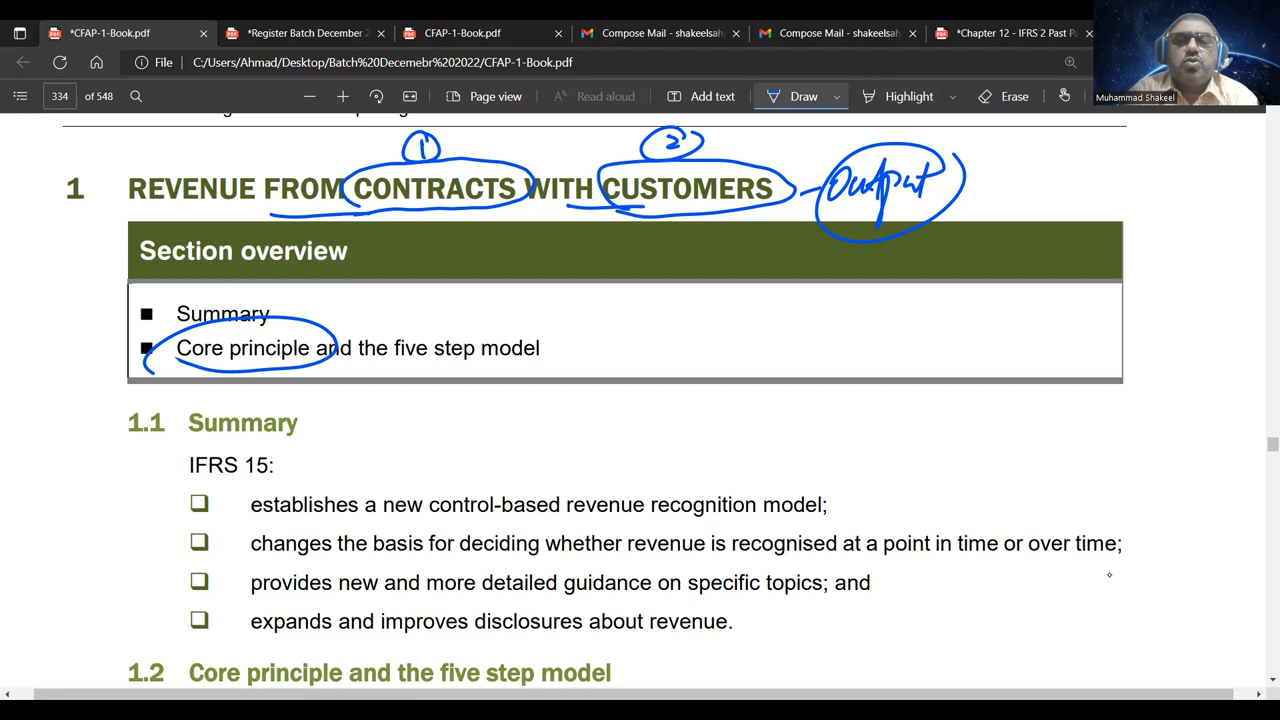 *CFAP-1-Book.pdf
*Register Batch December 2
CFAP-1-Book.pdf
Compose Mail - shakeelsah
Compose Mail - shakeelsah
*Chapter 12 - IFRS 2 Past Pa
File C:/Users/Ahmad/Desktop/Batch%20Decemebr%202022/CFAP-1-Book.pdf
334 of 548
Page view
Read aloud
Add text
Draw
Highlight
Erase
Muhammad Shakeel
1 2
1 REVENUE FROM CONTRACTS WITH CUSTOMERS - output
Section overview
■ Summary
■ Core principle and the five step model
1.1 Summary
IFRS 15:
❑ establishes a new control-based revenue recognition model;
❑ changes the basis for deciding whether revenue is recognised at a point in time or over time;
❑ provides new and more detailed guidance on specific topics; and
❑ expands and improves disclosures about revenue.
1.2 Core principle and the five step model